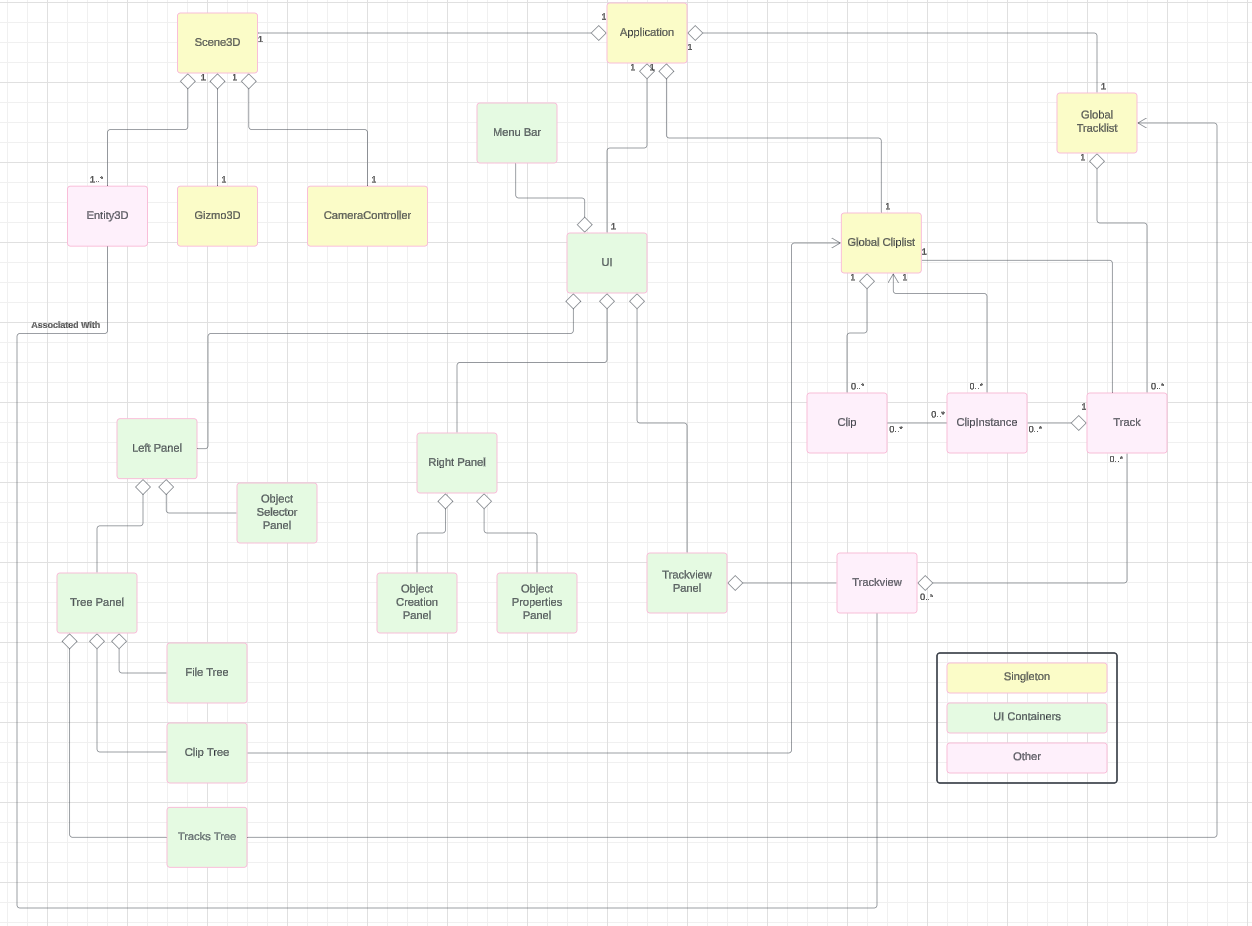 1
Application
Scene3D
1
1
1
1
1
1
1
1
Global
Tracklist
Menu Bar
1
1..*
1
1
Entity3D
Gizmo3D
CameraController
1
1
UI
Global Cliplist
1
1
1
Associated With
0..*
0..*
0..*
1
Clip
0..*
0..*
ClipInstance
0..*
Track
0..*
Left Panel
Right Panel
Object
Selector
Panel
Tree Panel
Object
Creation
Panel
Object
Properties
Panel
Trackview
Panel
Trackview
0..*
File Tree
Singleton
UI Containers
Clip Tree
Other
Tracks Tree